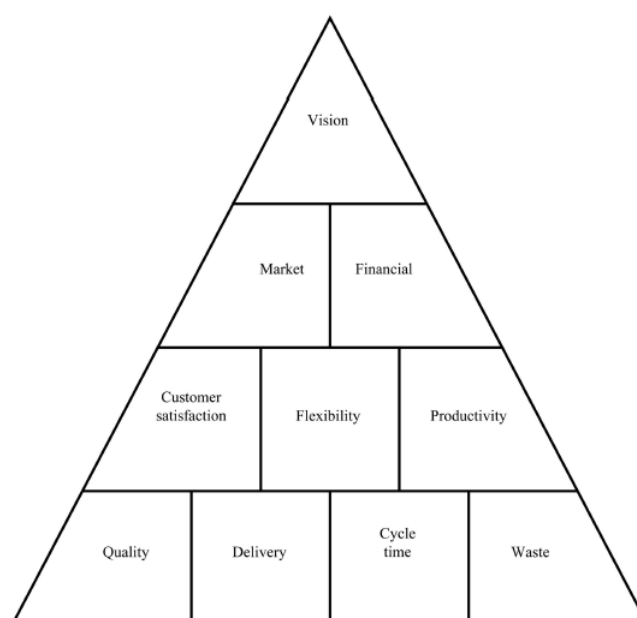 Vision
Market
Financial
Customer
satisfaction
Flexibility
Productivity
Quality
Delivery
Cycle
time
Waste